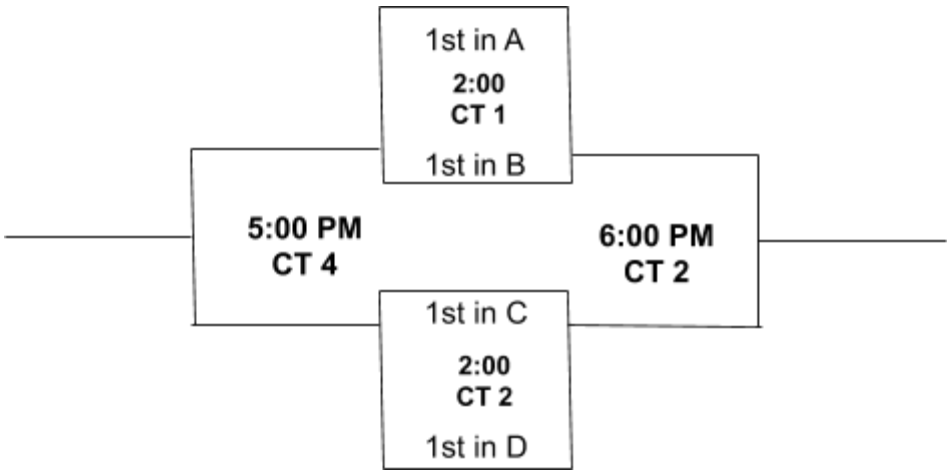 1st in A
2:00
CT 1
1st in B
5:00 PM
CT 4
6:00 PM
CT 2
1st in C
2:00
CT 2
1st in D